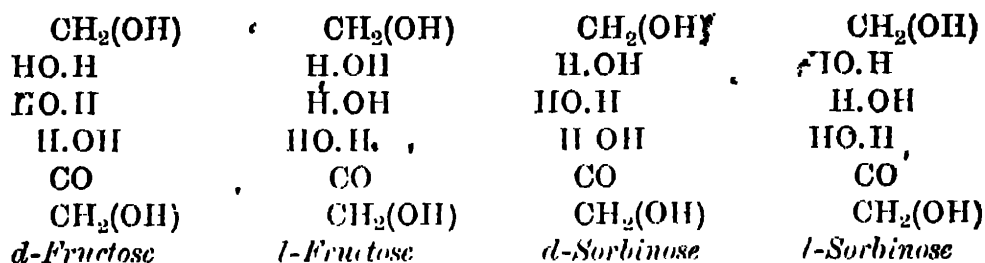 CH₂(OH) CH₂(OH) CH₂(OH) CH₂(OH)
HO.H H.OH H.OH HO.H
HO.H H.OH HO.H H.OH
H.OH HO.H H OH HO.H
CO CO CO CO
CH₂(OH) CH₂(OH) CH₂(OH) CH₂(OH)
d-Fructose l-Fructose d-Sorbinose l-Sorbinose